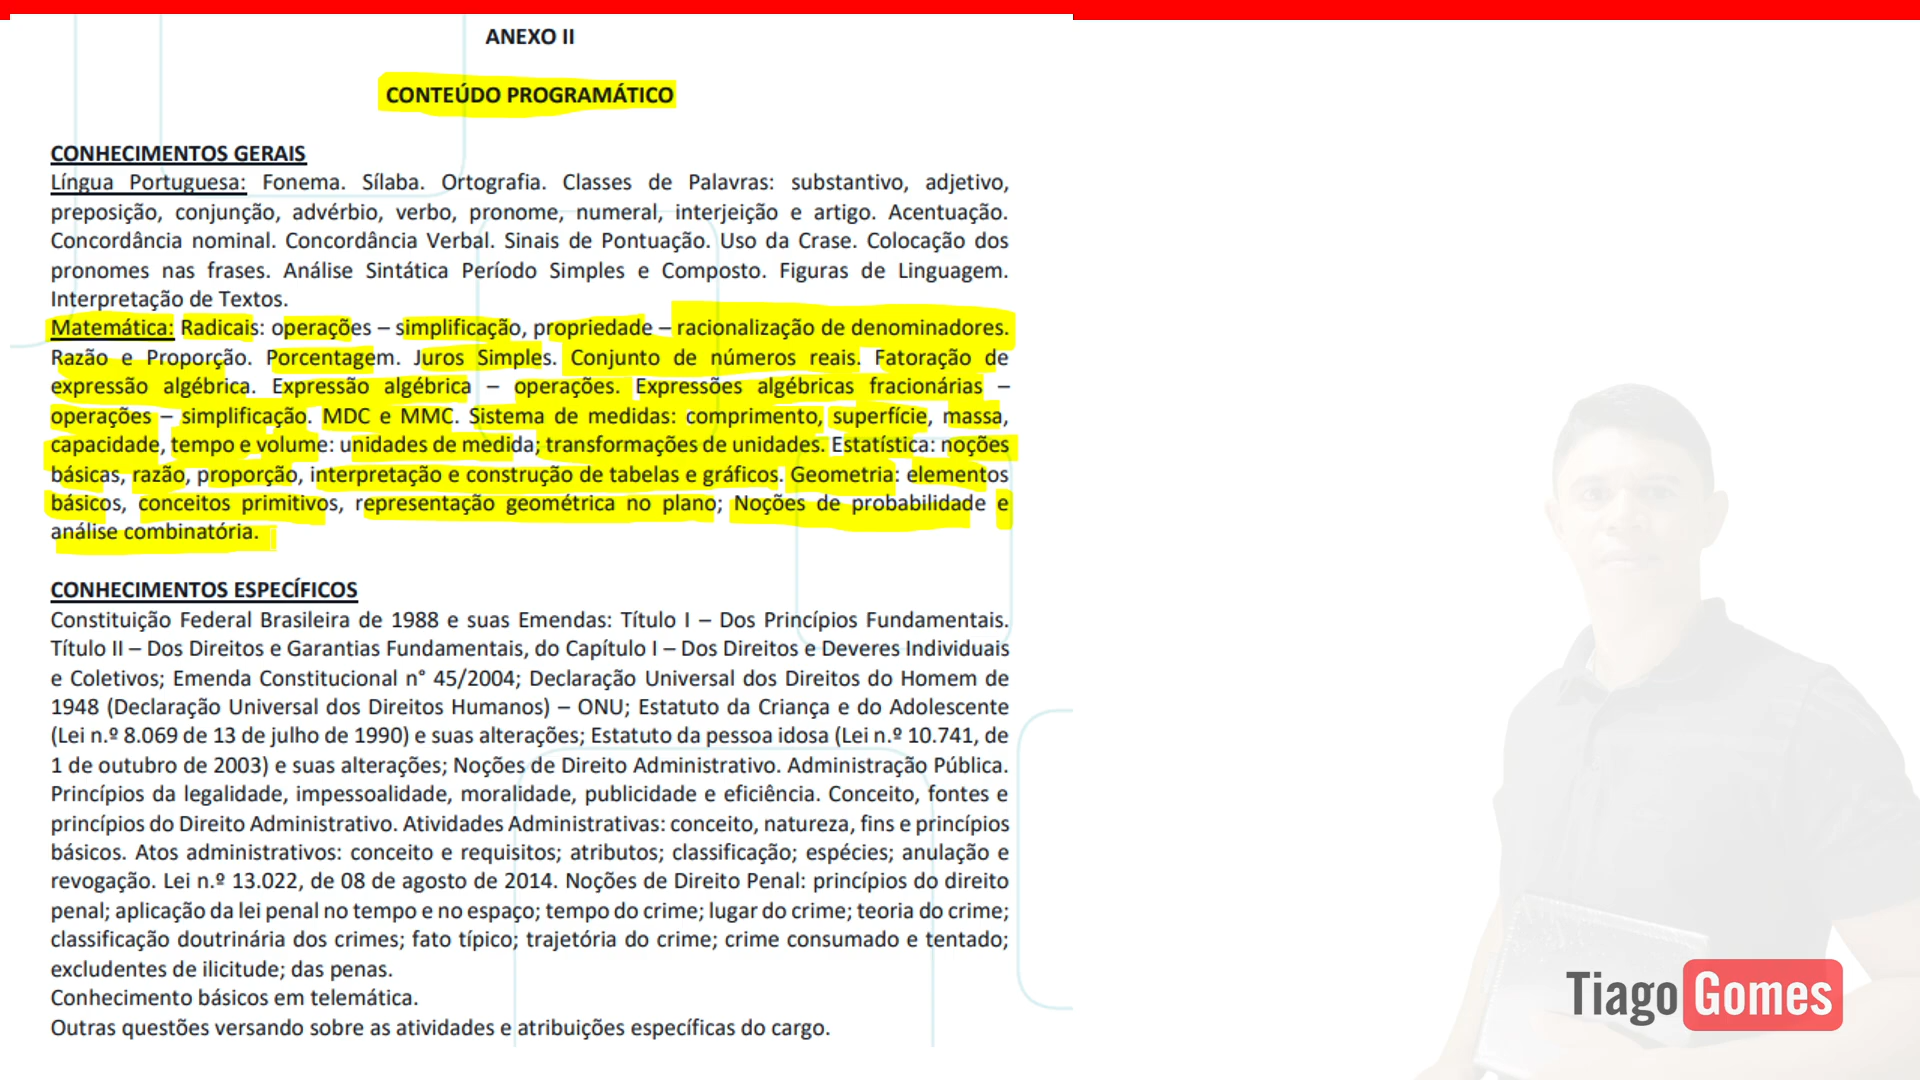 ANEXO II
CONTEÚDO PROGRAMÁTICO
CONHECIMENTOS GERAIS
Língua Portuguesa: Fonema. Sílaba. Ortografia. Classes de Palavras: substantivo, adjetivo,
preposição, conjunção, advérbio, verbo, pronome, numeral, interjeição e artigo. Acentuação.
Concordância nominal. Concordância Verbal. Sinais de Pontuação. Uso da Crase. Colocação dos
pronomes nas frases. Análise Sintática Período Simples e Composto. Figuras de Linguagem.
Interpretação de Textos.
Matemática: Radicais: operações – simplificação, propriedade – racionalização de denominadores.
Razão e Proporção. Porcentagem. Juros Simples. Conjunto de números reais. Fatoração de
expressão algébrica. Expressão algébrica – operações. Expressões algébricas fracionárias –
operações – simplificação. MDC e MMC. Sistema de medidas: comprimento, superfície, massa,
capacidade, tempo e volume: unidades de medida; transformações de unidades. Estatística: noções
básicas, razão, proporção, interpretação e construção de tabelas e gráficos. Geometria: elementos
básicos, conceitos primitivos, representação geométrica no plano; Noções de probabilidade e
análise combinatória.
CONHECIMENTOS ESPECÍFICOS
Constituição Federal Brasileira de 1988 e suas Emendas: Título I – Dos Princípios Fundamentais.
Título II – Dos Direitos e Garantias Fundamentais, do Capítulo I – Dos Direitos e Deveres Individuais
e Coletivos; Emenda Constitucional n° 45/2004; Declaração Universal dos Direitos do Homem de
1948 (Declaração Universal dos Direitos Humanos) – ONU; Estatuto da Criança e do Adolescente
(Lei n.º 8.069 de 13 de julho de 1990) e suas alterações; Estatuto da pessoa idosa (Lei n.º 10.741, de
1 de outubro de 2003) e suas alterações; Noções de Direito Administrativo. Administração Pública.
Princípios da legalidade, impessoalidade, moralidade, publicidade e eficiência. Conceito, fontes e
princípios do Direito Administrativo. Atividades Administrativas: conceito, natureza, fins e princípios
básicos. Atos administrativos: conceito e requisitos; atributos; classificação; espécies; anulação e
revogação. Lei n.º 13.022, de 08 de agosto de 2014. Noções de Direito Penal: princípios do direito
penal; aplicação da lei penal no tempo e no espaço; tempo do crime; lugar do crime; teoria do crime;
classificação doutrinária dos crimes; fato típico; trajetória do crime; crime consumado e tentado;
excludentes de ilicitude; das penas.
Conhecimento básicos em telemática.
Outras questões versando sobre as atividades e atribuições específicas do cargo.
Tiago Gomes